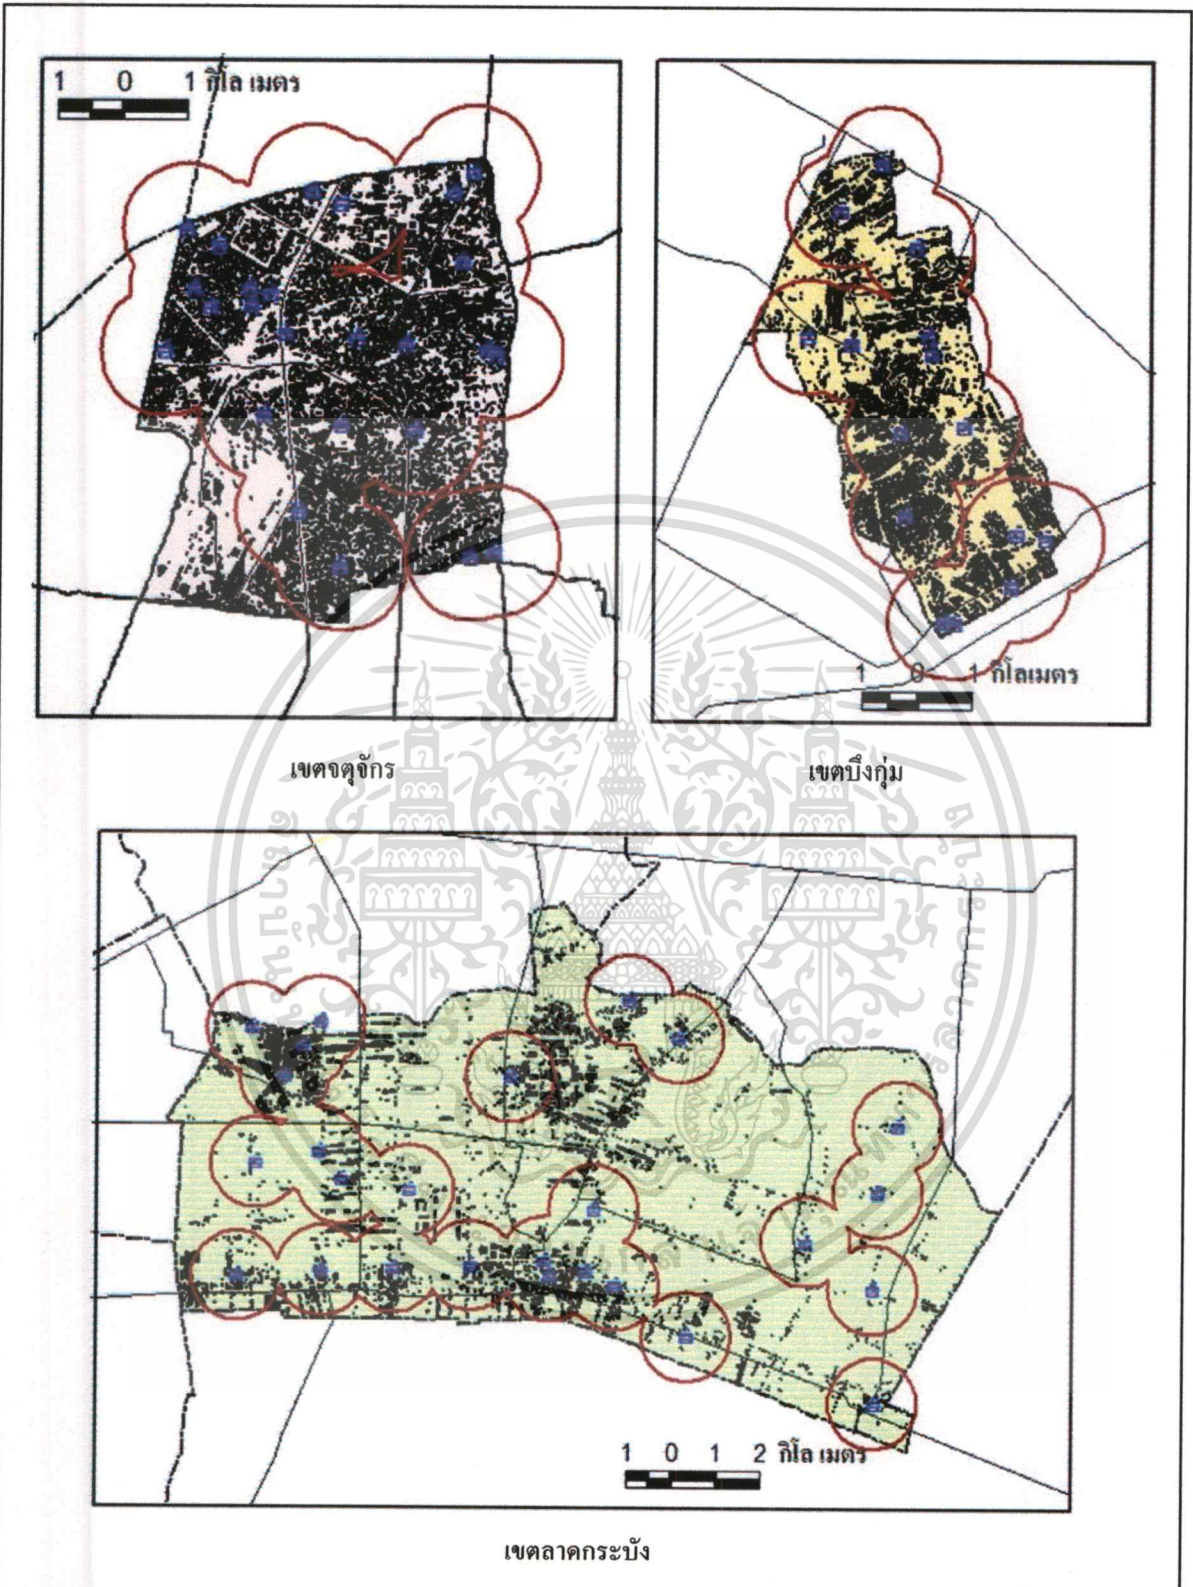 1 0 1 กิโล เมตร
1 0 1 กิโลเมตร
เขตจตุจักร
เขตบึงกุ่ม
1 0 1 2 กิโล เมตร
เขตลาดกระบัง